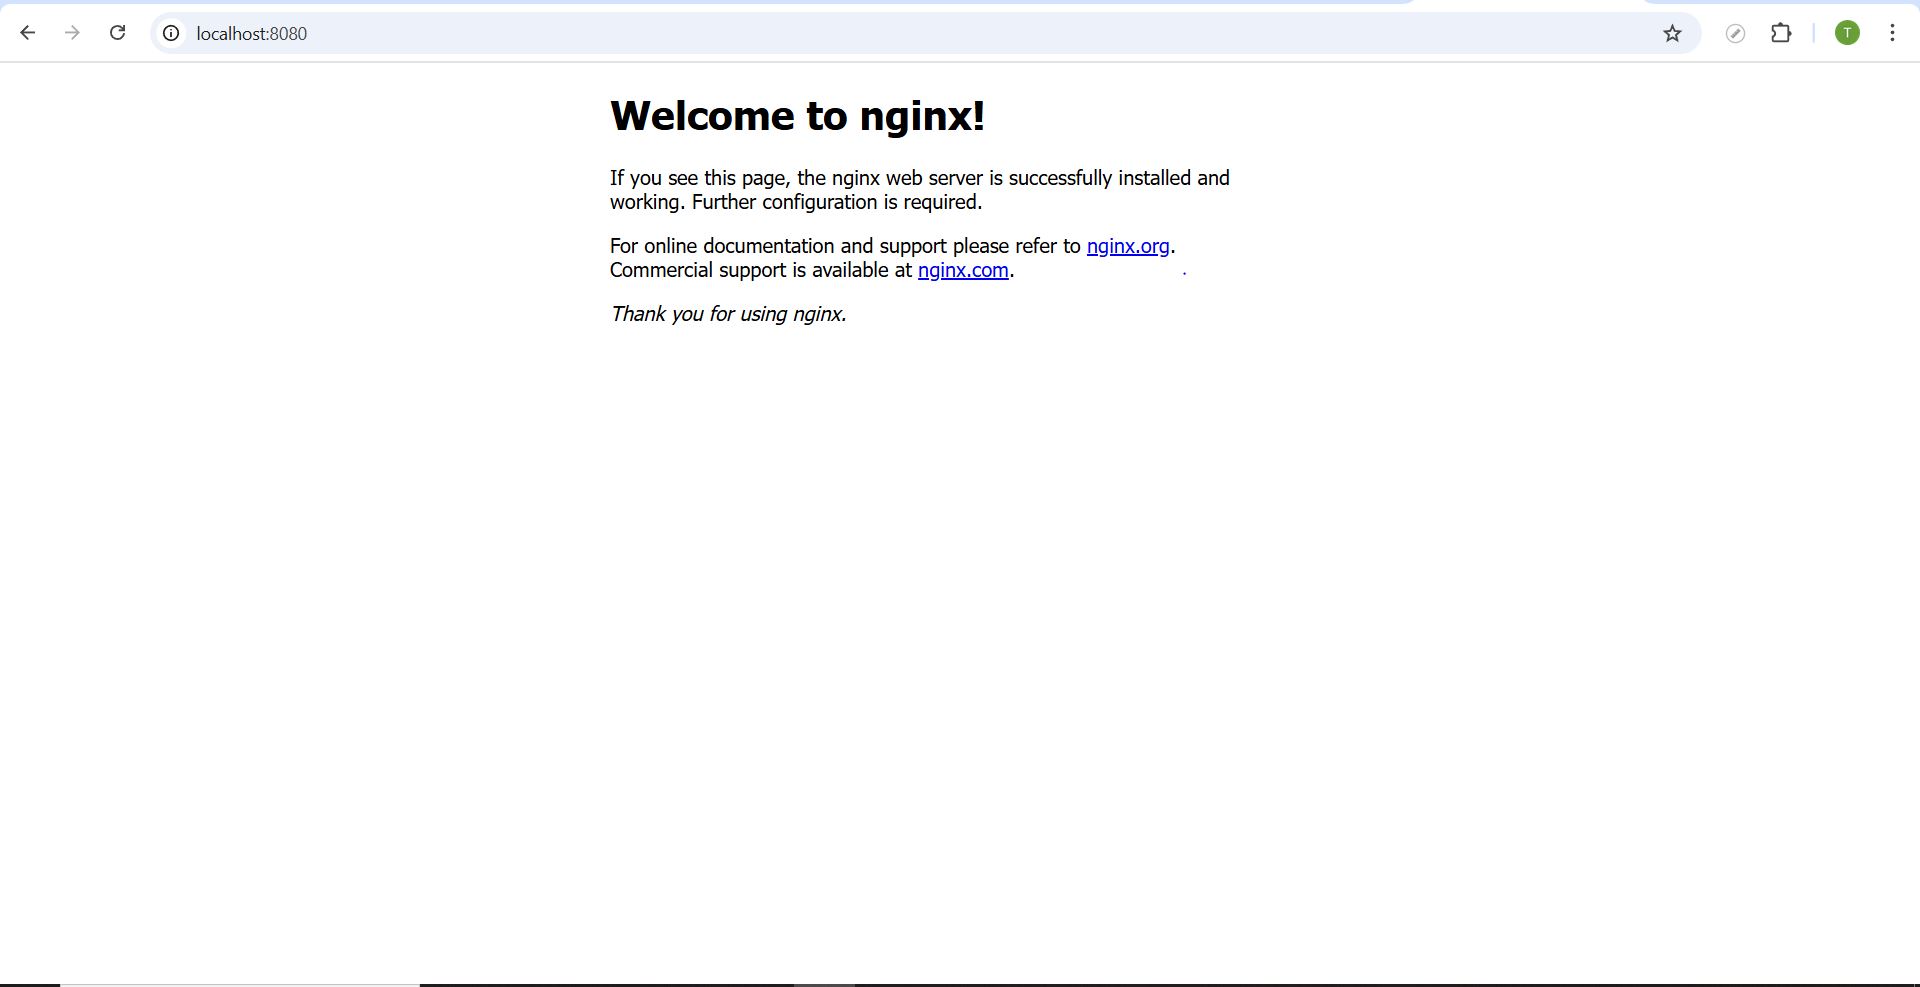 localhost:8080
T
Welcome to nginx!
If you see this page, the nginx web server is successfully installed and
working. Further configuration is required.
For online documentation and support please refer to nginx.org.
Commercial support is available at nginx.com.
Thank you for using nginx.